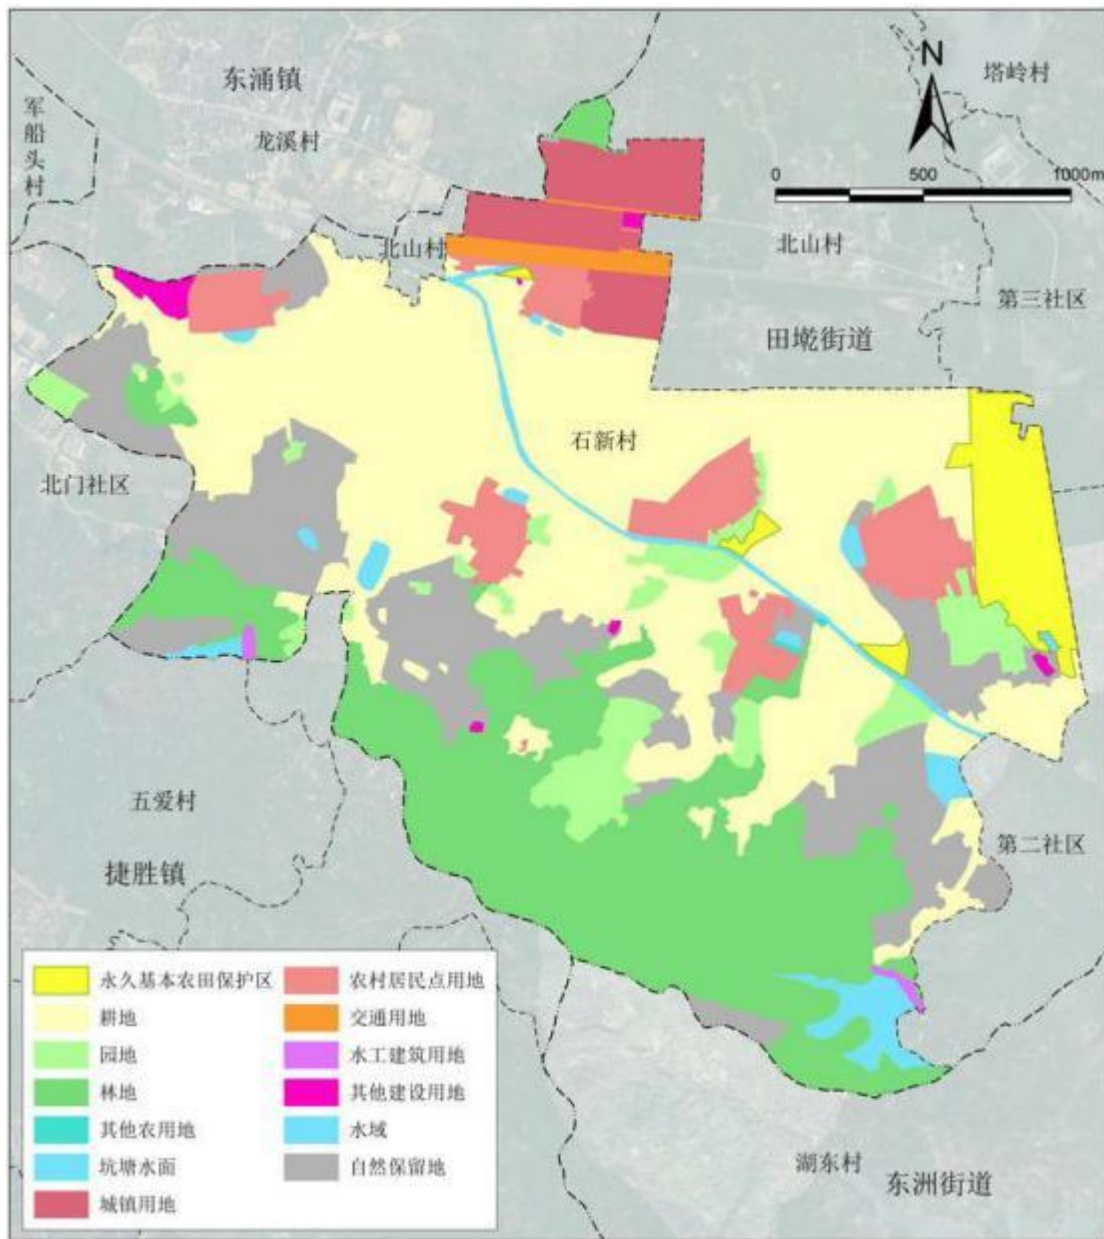 东涌镇
龙溪村
军船头村
塔岭村
N
0 500 1000m
北山村
北山村
第三社区
田墘街道
石新村
北门社区
五爱村
捷胜镇
第二社区
湖东村
东洲街道
永久基本农田保护区
耕地
园地
林地
其他农用地
坑塘水面
城镇用地
农村居民点用地
交通用地
水工建筑用地
其他建设用地
水域
自然保留地